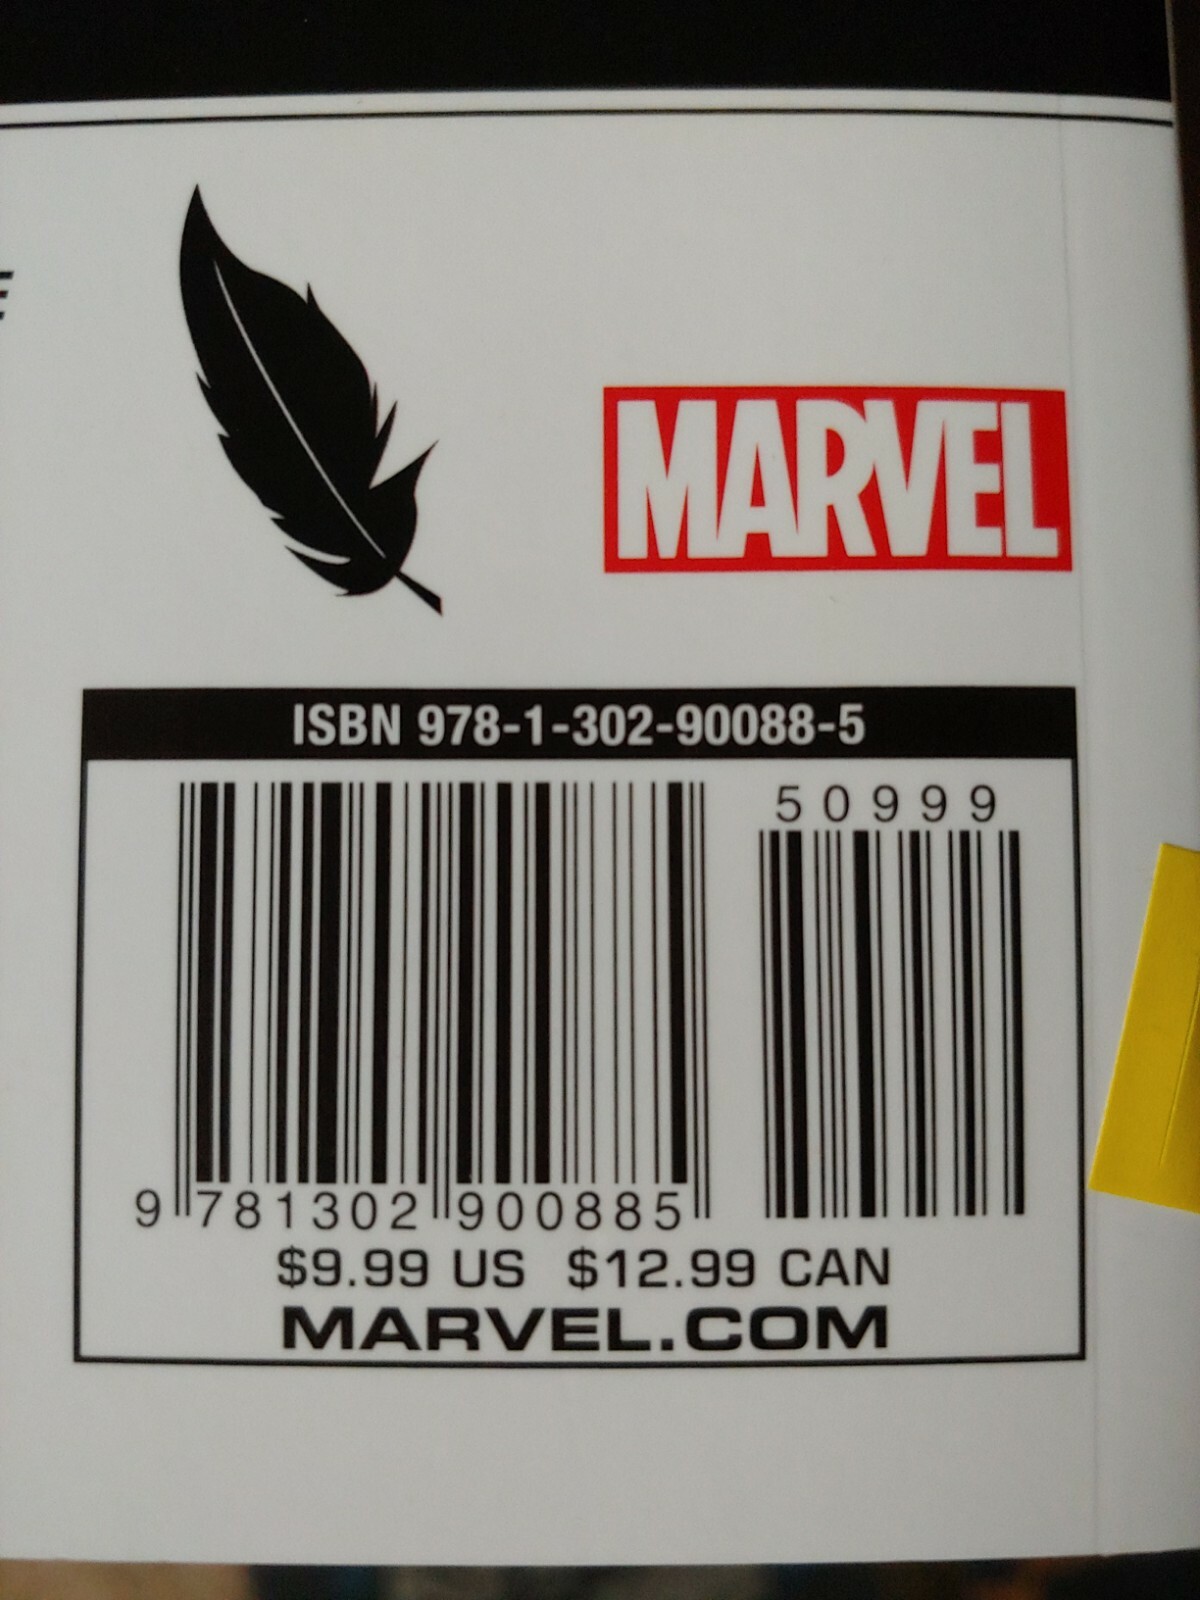 E
MARVEL
ISBN 978-1-302-90088-5
50999
9 781302 900885
$9.99 US $12.99 CAN
MARVEL.COM